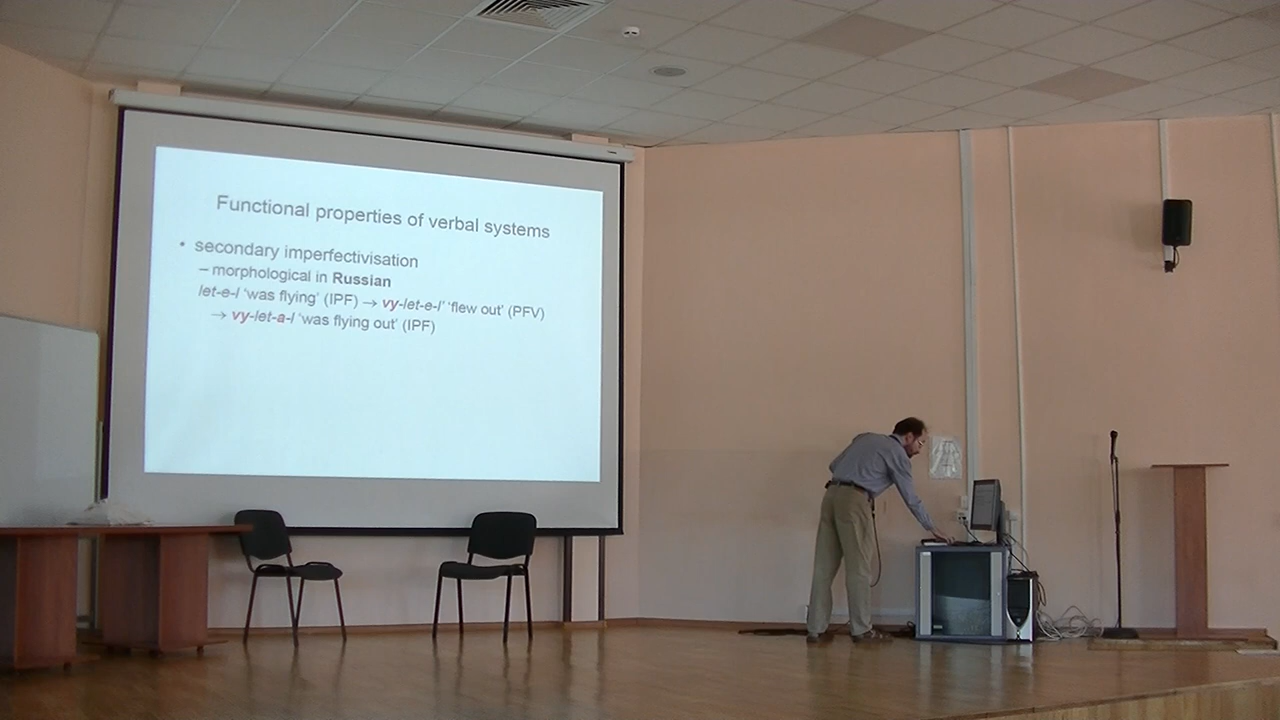 Functional properties of verbal systems
• secondary imperfectivisation
– morphological in Russian
let-e-l ‘was flying’ (IPF) → vy-let-e-l’ ‘flew out’ (PFV)
→ vy-let-a-l ‘was flying out’ (IPF)